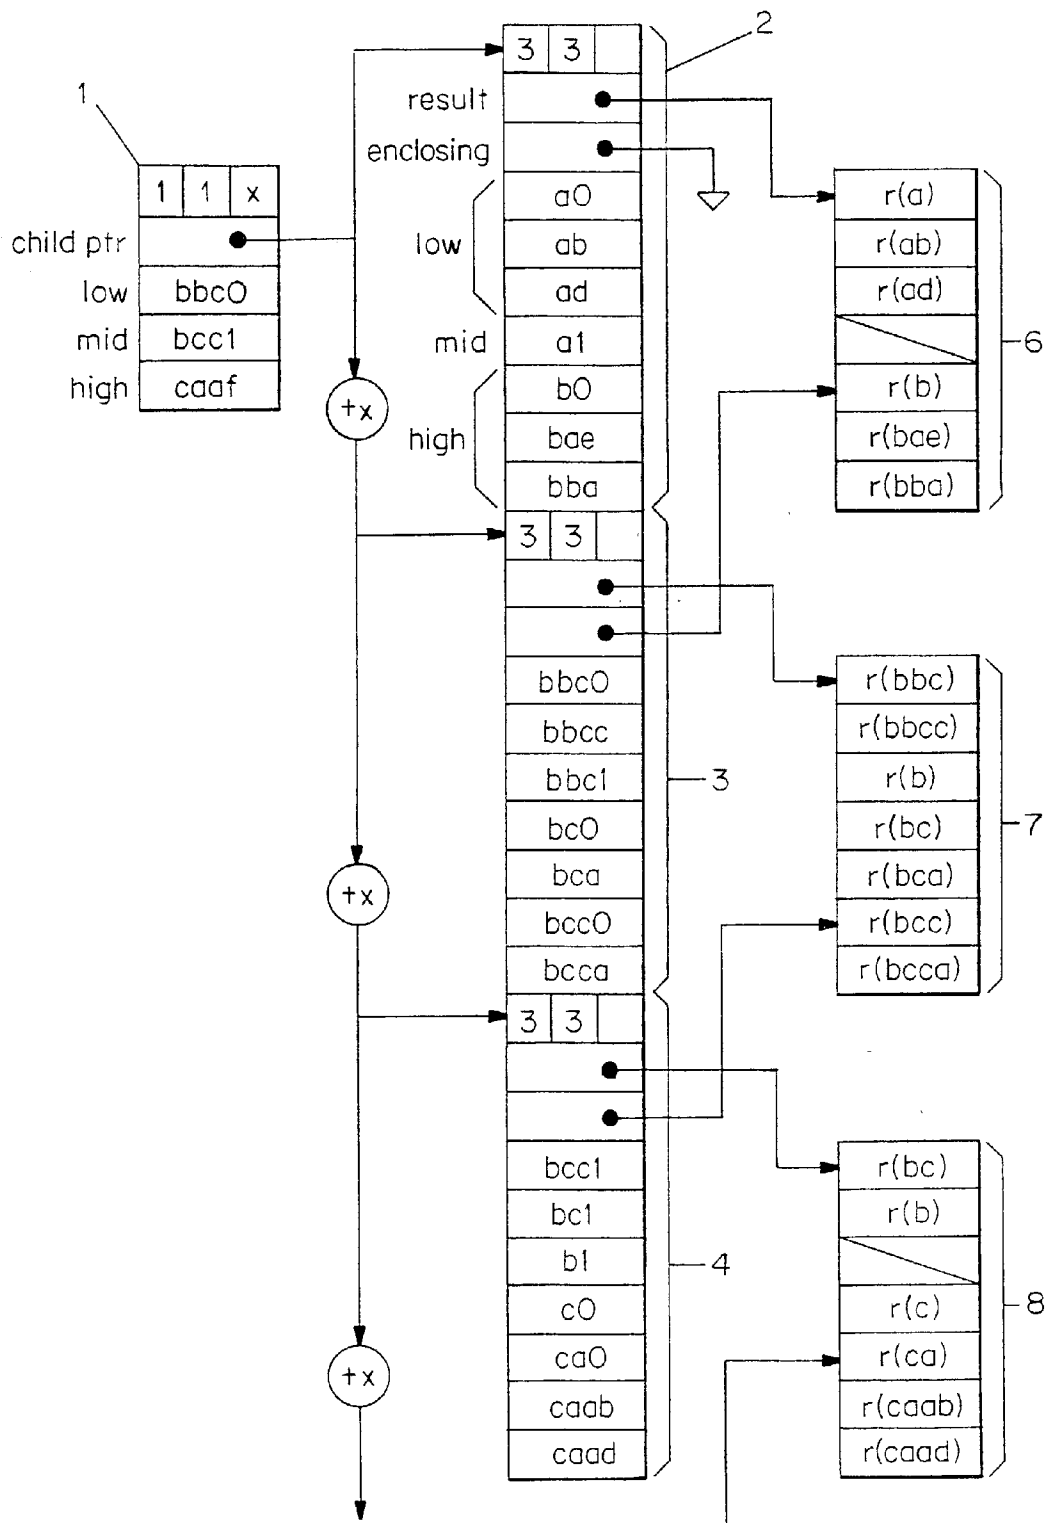 1
1 1 x
child ptr
low bbc0
mid bcc1
high caaf
+x
+x
+x
2
3 3
result
enclosing
low
a0
ab
ad
mid a1
high
b0
bae
bba
3 3
bbc0
bbcc
bbc1
bc0
bca
bcc0
bcca
3
3 3
bcc1
bc1
b1
c0
ca0
caab
caad
4
r(a)
r(ab)
r(ad)
r(b)
r(bae)
r(bba)
6
r(bbc)
r(bbcc)
r(b)
r(bc)
r(bca)
r(bcc)
r(bcca)
7
r(bc)
r(b)
r(c)
r(ca)
r(caab)
r(caad)
8